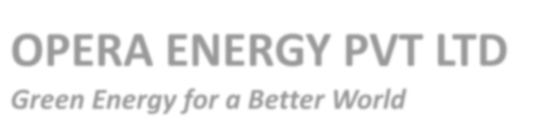 OPERA ENERGY PVT LTD
Green Energy for a Better World